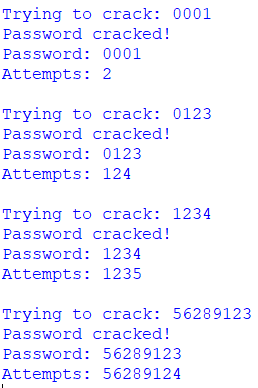 Trying to crack: 0001
Password cracked!
Password: 0001
Attempts: 2
Trying to crack: 0123
Password cracked!
Password: 0123
Attempts: 124
Trying to crack: 1234
Password cracked!
Password: 1234
Attempts: 1235
Trying to crack: 56289123
Password cracked!
Password: 56289123
Attempts: 56289124